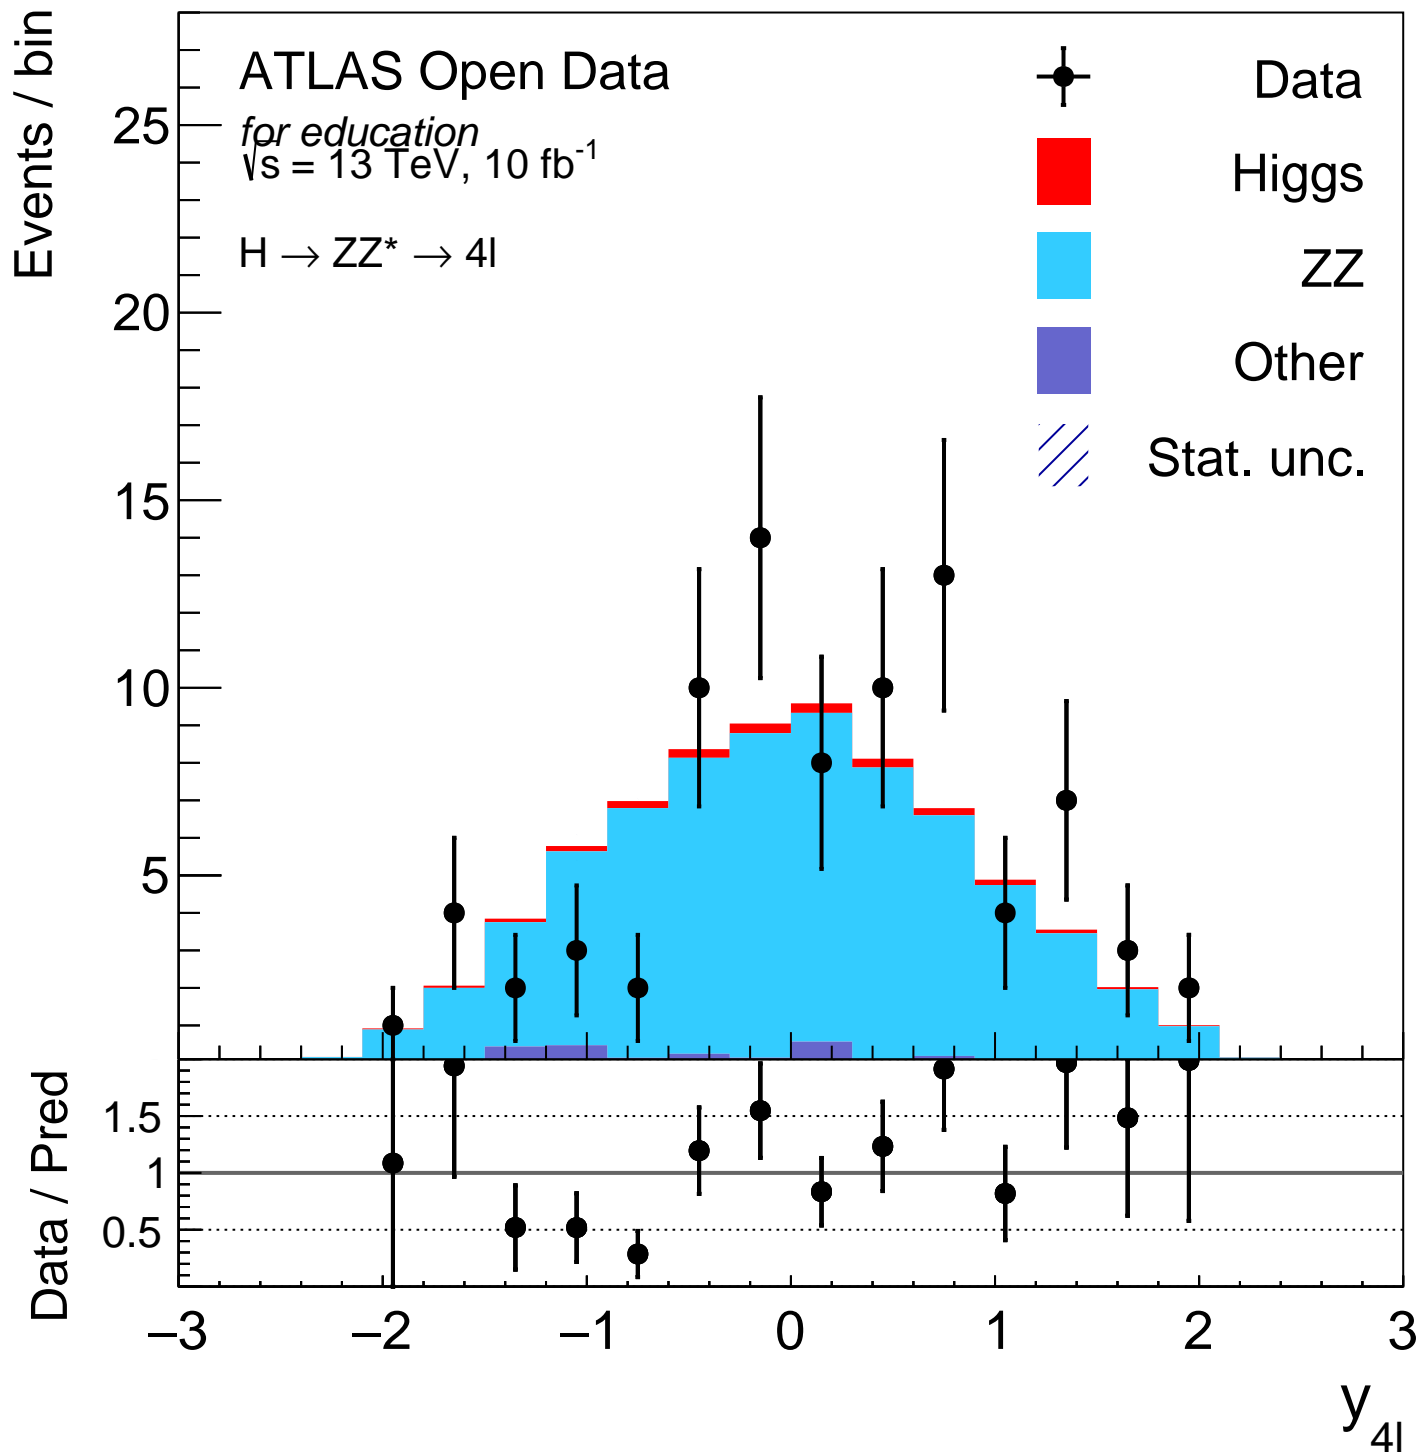 Events / bin
25
20
15
10
5
ATLAS Open Data
for education
√s = 13 TeV, 10 fb-1
H → ZZ* → 4l
Data
Higgs
ZZ
Other
Stat. unc.
Data / Pred
1.5
1
0.5
–3 –2 –1 0 1 2 3
y4l